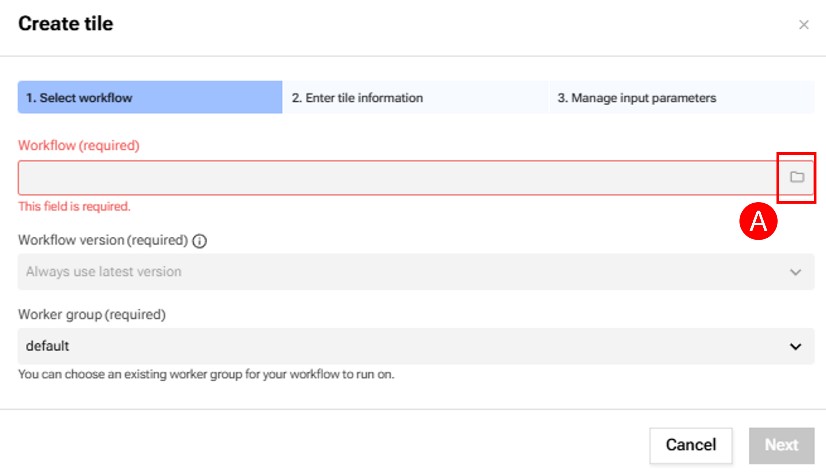 Create tile
1. Select workflow
2. Enter tile information
3. Manage input parameters
Workflow (required)
This field is required.
A
Workflow version (required)
Always use latest version
Worker group (required)
default
You can choose an existing worker group for your workflow to run on.
Cancel
Next